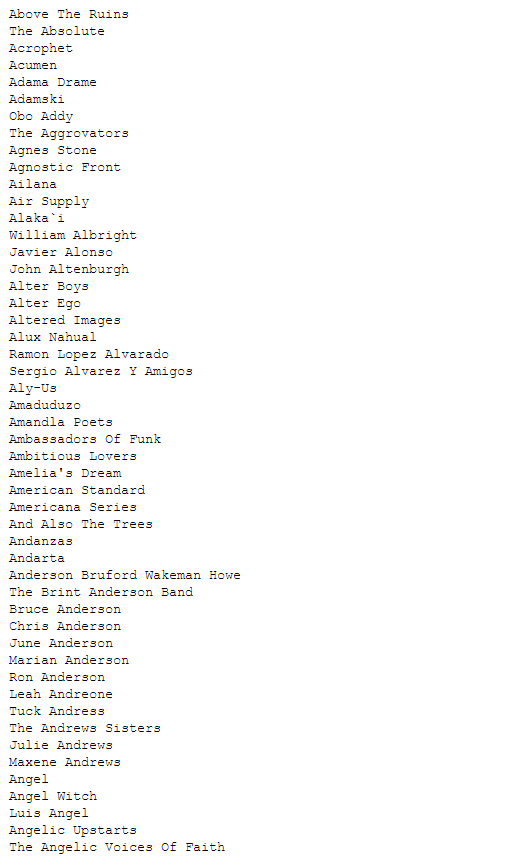 Above The Ruins
The Absolute
Acrophet
Acumen
Adama Drame
Adamski
Obo Addy
The Aggrovators
Agnes Stone
Agnostic Front
Ailana
Air Supply
Alaka`i
William Albright
Javier Alonso
John Altenburgh
Alter Boys
Alter Ego
Altered Images
Alux Nahual
Ramon Lopez Alvarado
Sergio Alvarez Y Amigos
Aly-Us
Amaduduzo
Amandla Poets
Ambassadors Of Funk
Ambitious Lovers
Amelia's Dream
American Standard
Americana Series
And Also The Trees
Andanzas
Andarta
Anderson Bruford Wakeman Howe
The Brint Anderson Band
Bruce Anderson
Chris Anderson
June Anderson
Marian Anderson
Ron Anderson
Leah Andreone
Tuck Andress
The Andrews Sisters
Julie Andrews
Maxene Andrews
Angel
Angel Witch
Luis Angel
Angelic Upstarts
The Angelic Voices Of Faith